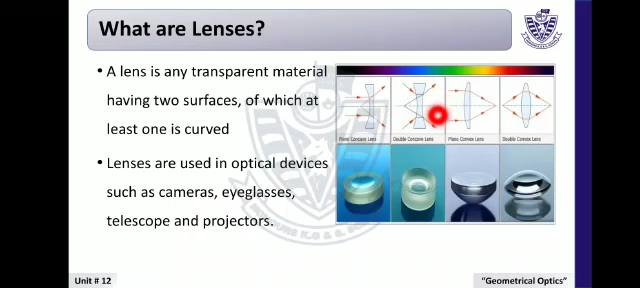 What are Lenses?
• A lens is any transparent material
having two surfaces, of which at
least one is curved
• Lenses are used in optical devices
such as cameras, eyeglasses,
telescope and projectors.
Plano Concave Lens
Double Concave Lens
Plano Convex Lens
Double Convex Lens
Unit # 12
"Geometrical Optics"